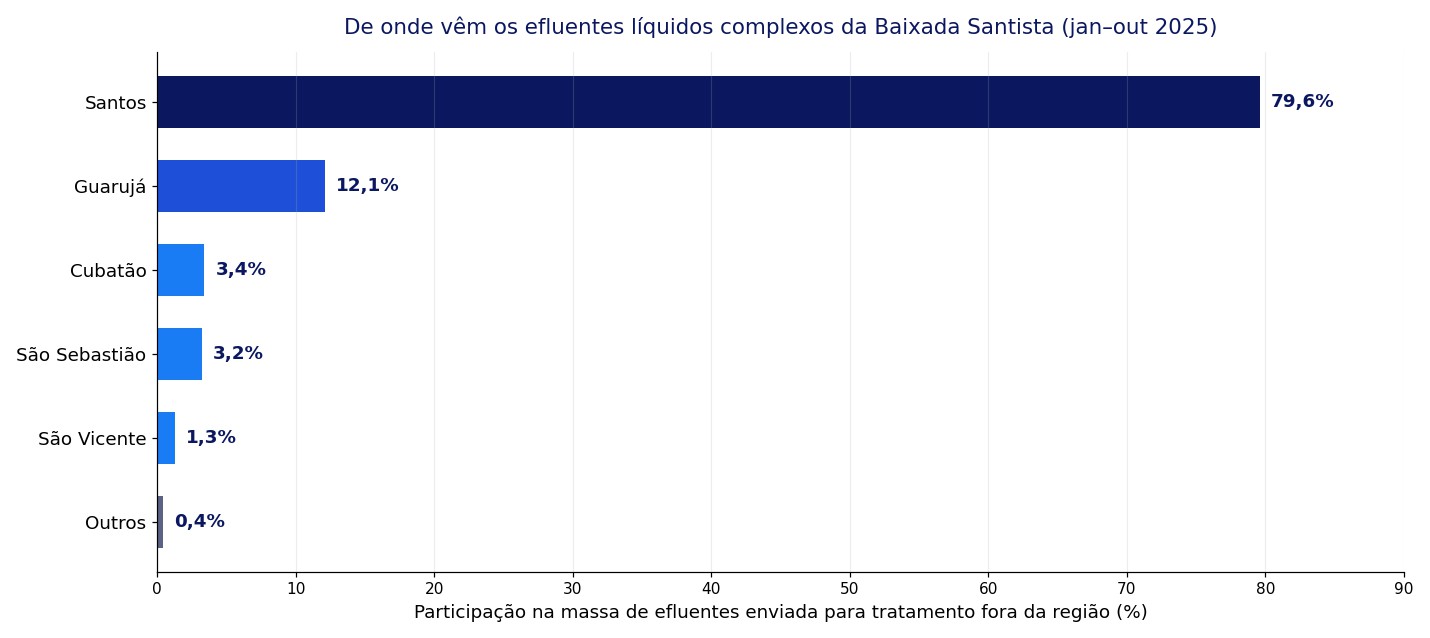 De onde vêm os efluentes líquidos complexos da Baixada Santista (jan–out 2025)
Santos
79,6%
Guarujá
12,1%
Cubatão
3,4%
São Sebastião
3,2%
São Vicente
1,3%
Outros
0,4%
0 10 20 30 40 50 60 70 80 90
Participação na massa de efluentes enviada para tratamento fora da região (%)